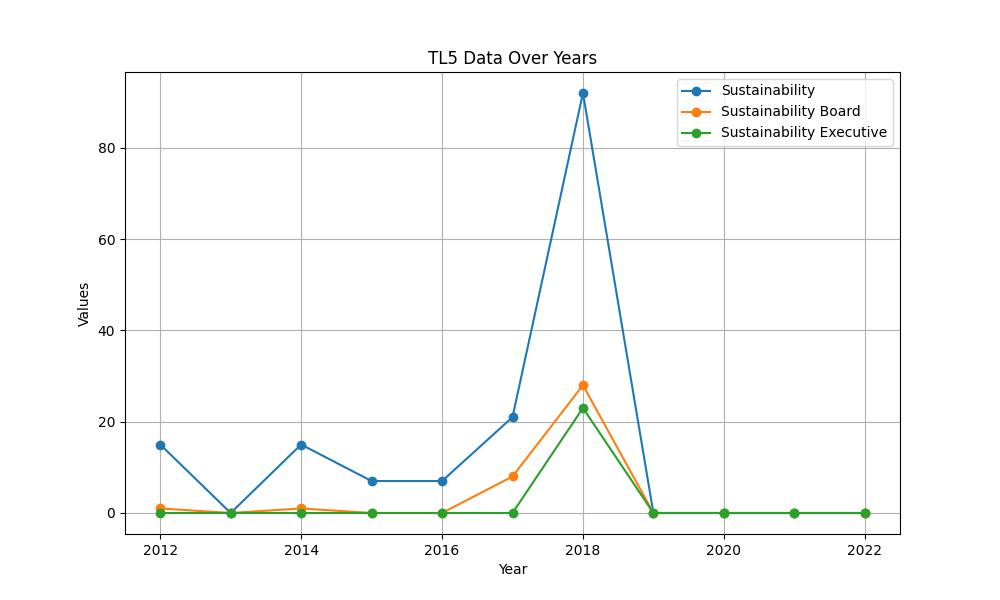 TL5 Data Over Years
Sustainability
Sustainability Board
Sustainability Executive
80
60
40
20
0
Values
2012
2014
2016
2018
2020
2022
Year